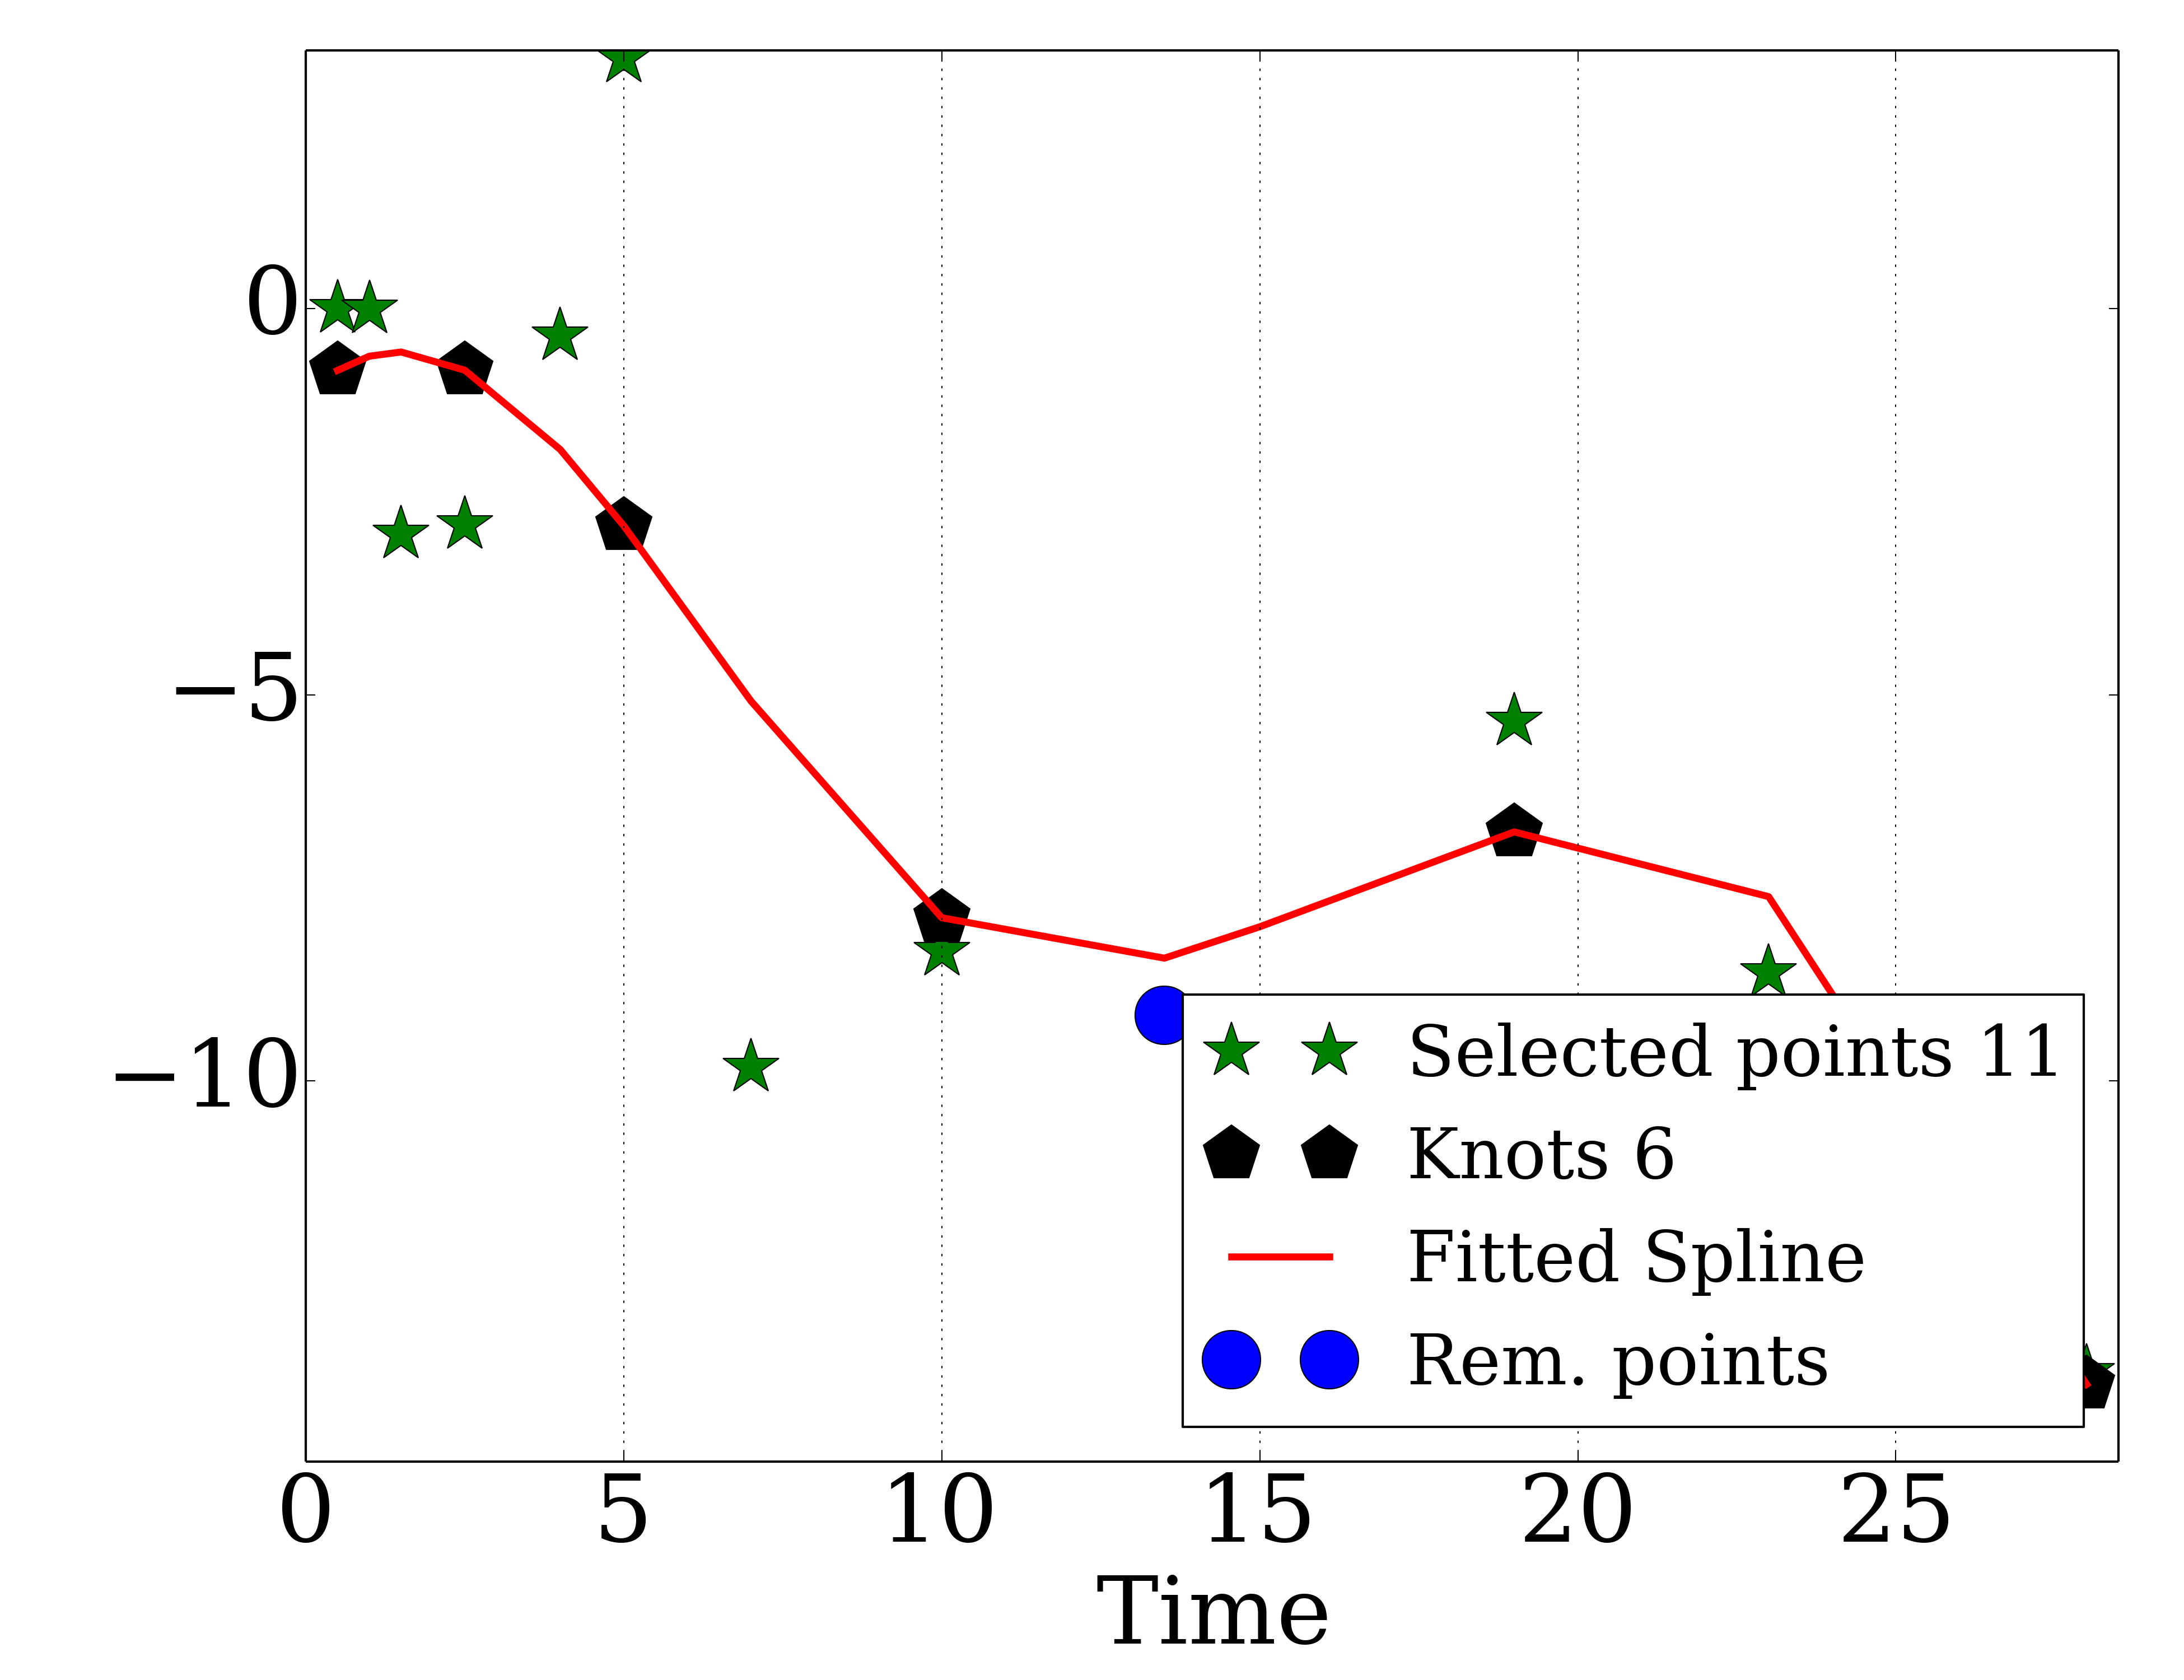 0
−5
−10
Selected points 11
Knots 6
Fitted Spline
Rem. points
0 5 10 15 20 25
Time